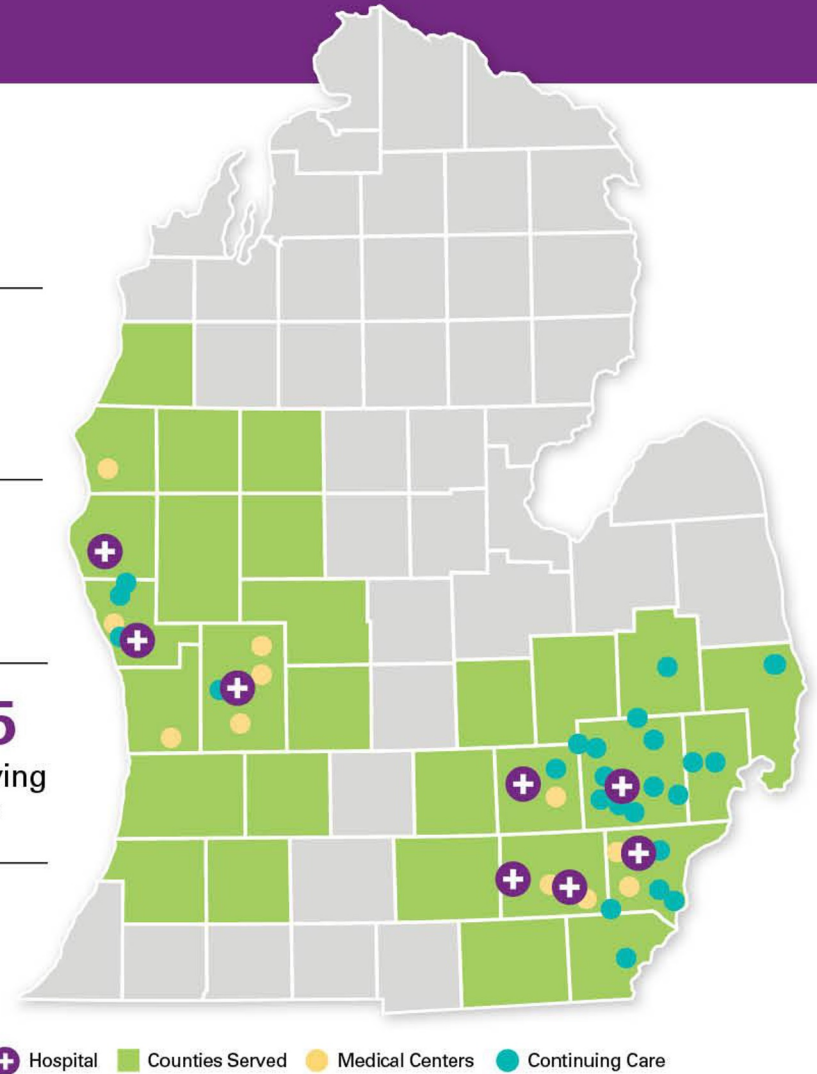 5
ving
Hospital
Counties Served
Medical Centers
Continuing Care